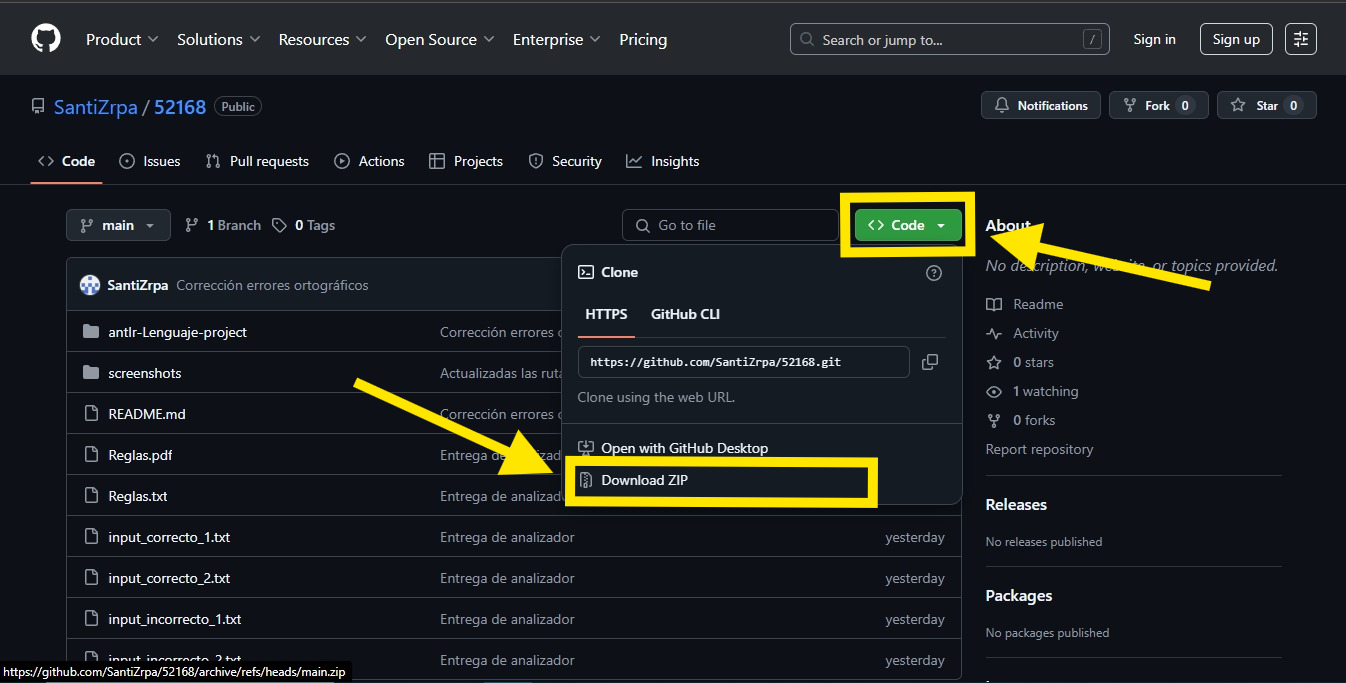 Product Solutions Resources Open Source Enterprise Pricing Search or jump to... / Sign in Sign up
SantiZrpa / 52168 Public Notifications Fork 0 Star 0
Code Issues Pull requests Actions Projects Security Insights
main 1 Branch 0 Tags Go to file Code
Clone
HTTPS GitHub CLI
https://github.com/SantiZrpa/52168.git
Clone using the web URL.
Open with GitHub Desktop
Download ZIP
SantiZrpa Corrección errores ortográficos
antlr-Lenguaje-project Corrección errores
screenshots Actualizadas las
README.md Corrección errores
Reglas.pdf Entrega
Reglas.txt Entrega de
input_correcto_1.txt Entrega de analizador yesterday
input_correcto_2.txt Entrega de analizador yesterday
input_incorrecto_1.txt Entrega de analizador yesterday
input_incorrecto_2.txt Entrega de analizador yesterday
About
No description, website, or topics provided.
Readme
Activity
0 stars
1 watching
0 forks
Report repository
Releases
No releases published
Packages
No packages published
https://github.com/SantiZrpa/52168/archive/refs/heads/main.zip